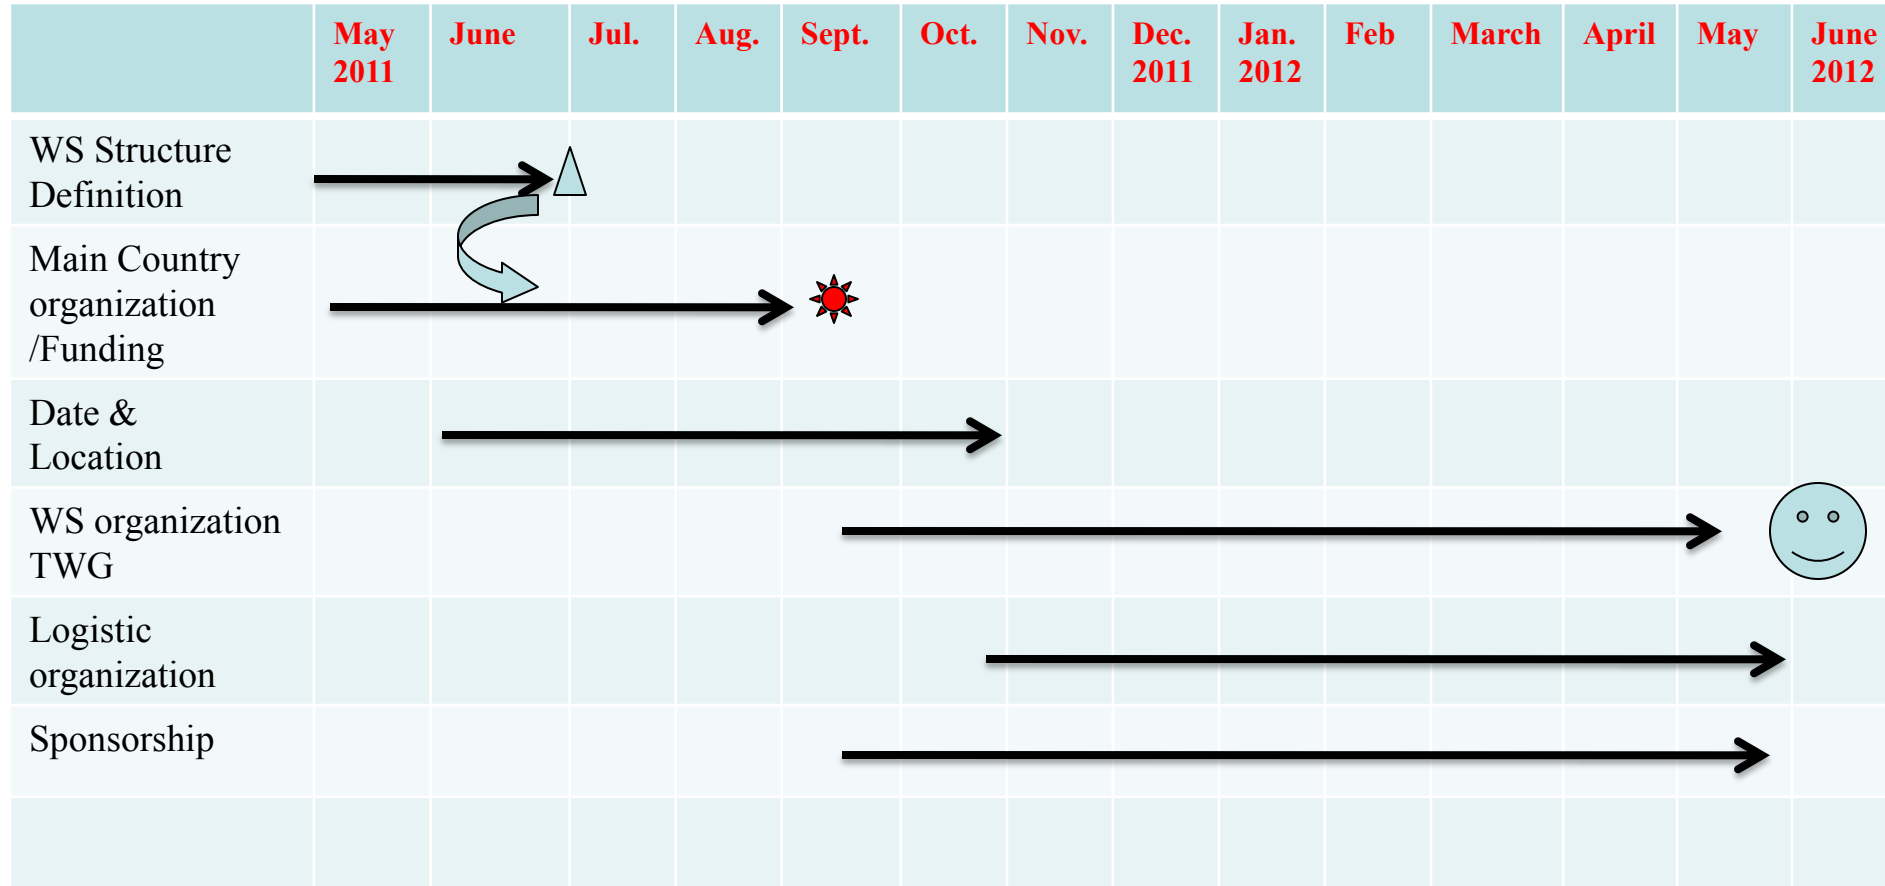 May June Jul. Aug. Sept. Oct. Nov. Dec. Jan. Feb March April May June
2011 2011 2012 2012
WS Structure
Definition
Main Country
organization
/Funding
Date &
Location
WS organization
TWG
Logistic
organization
Sponsorship